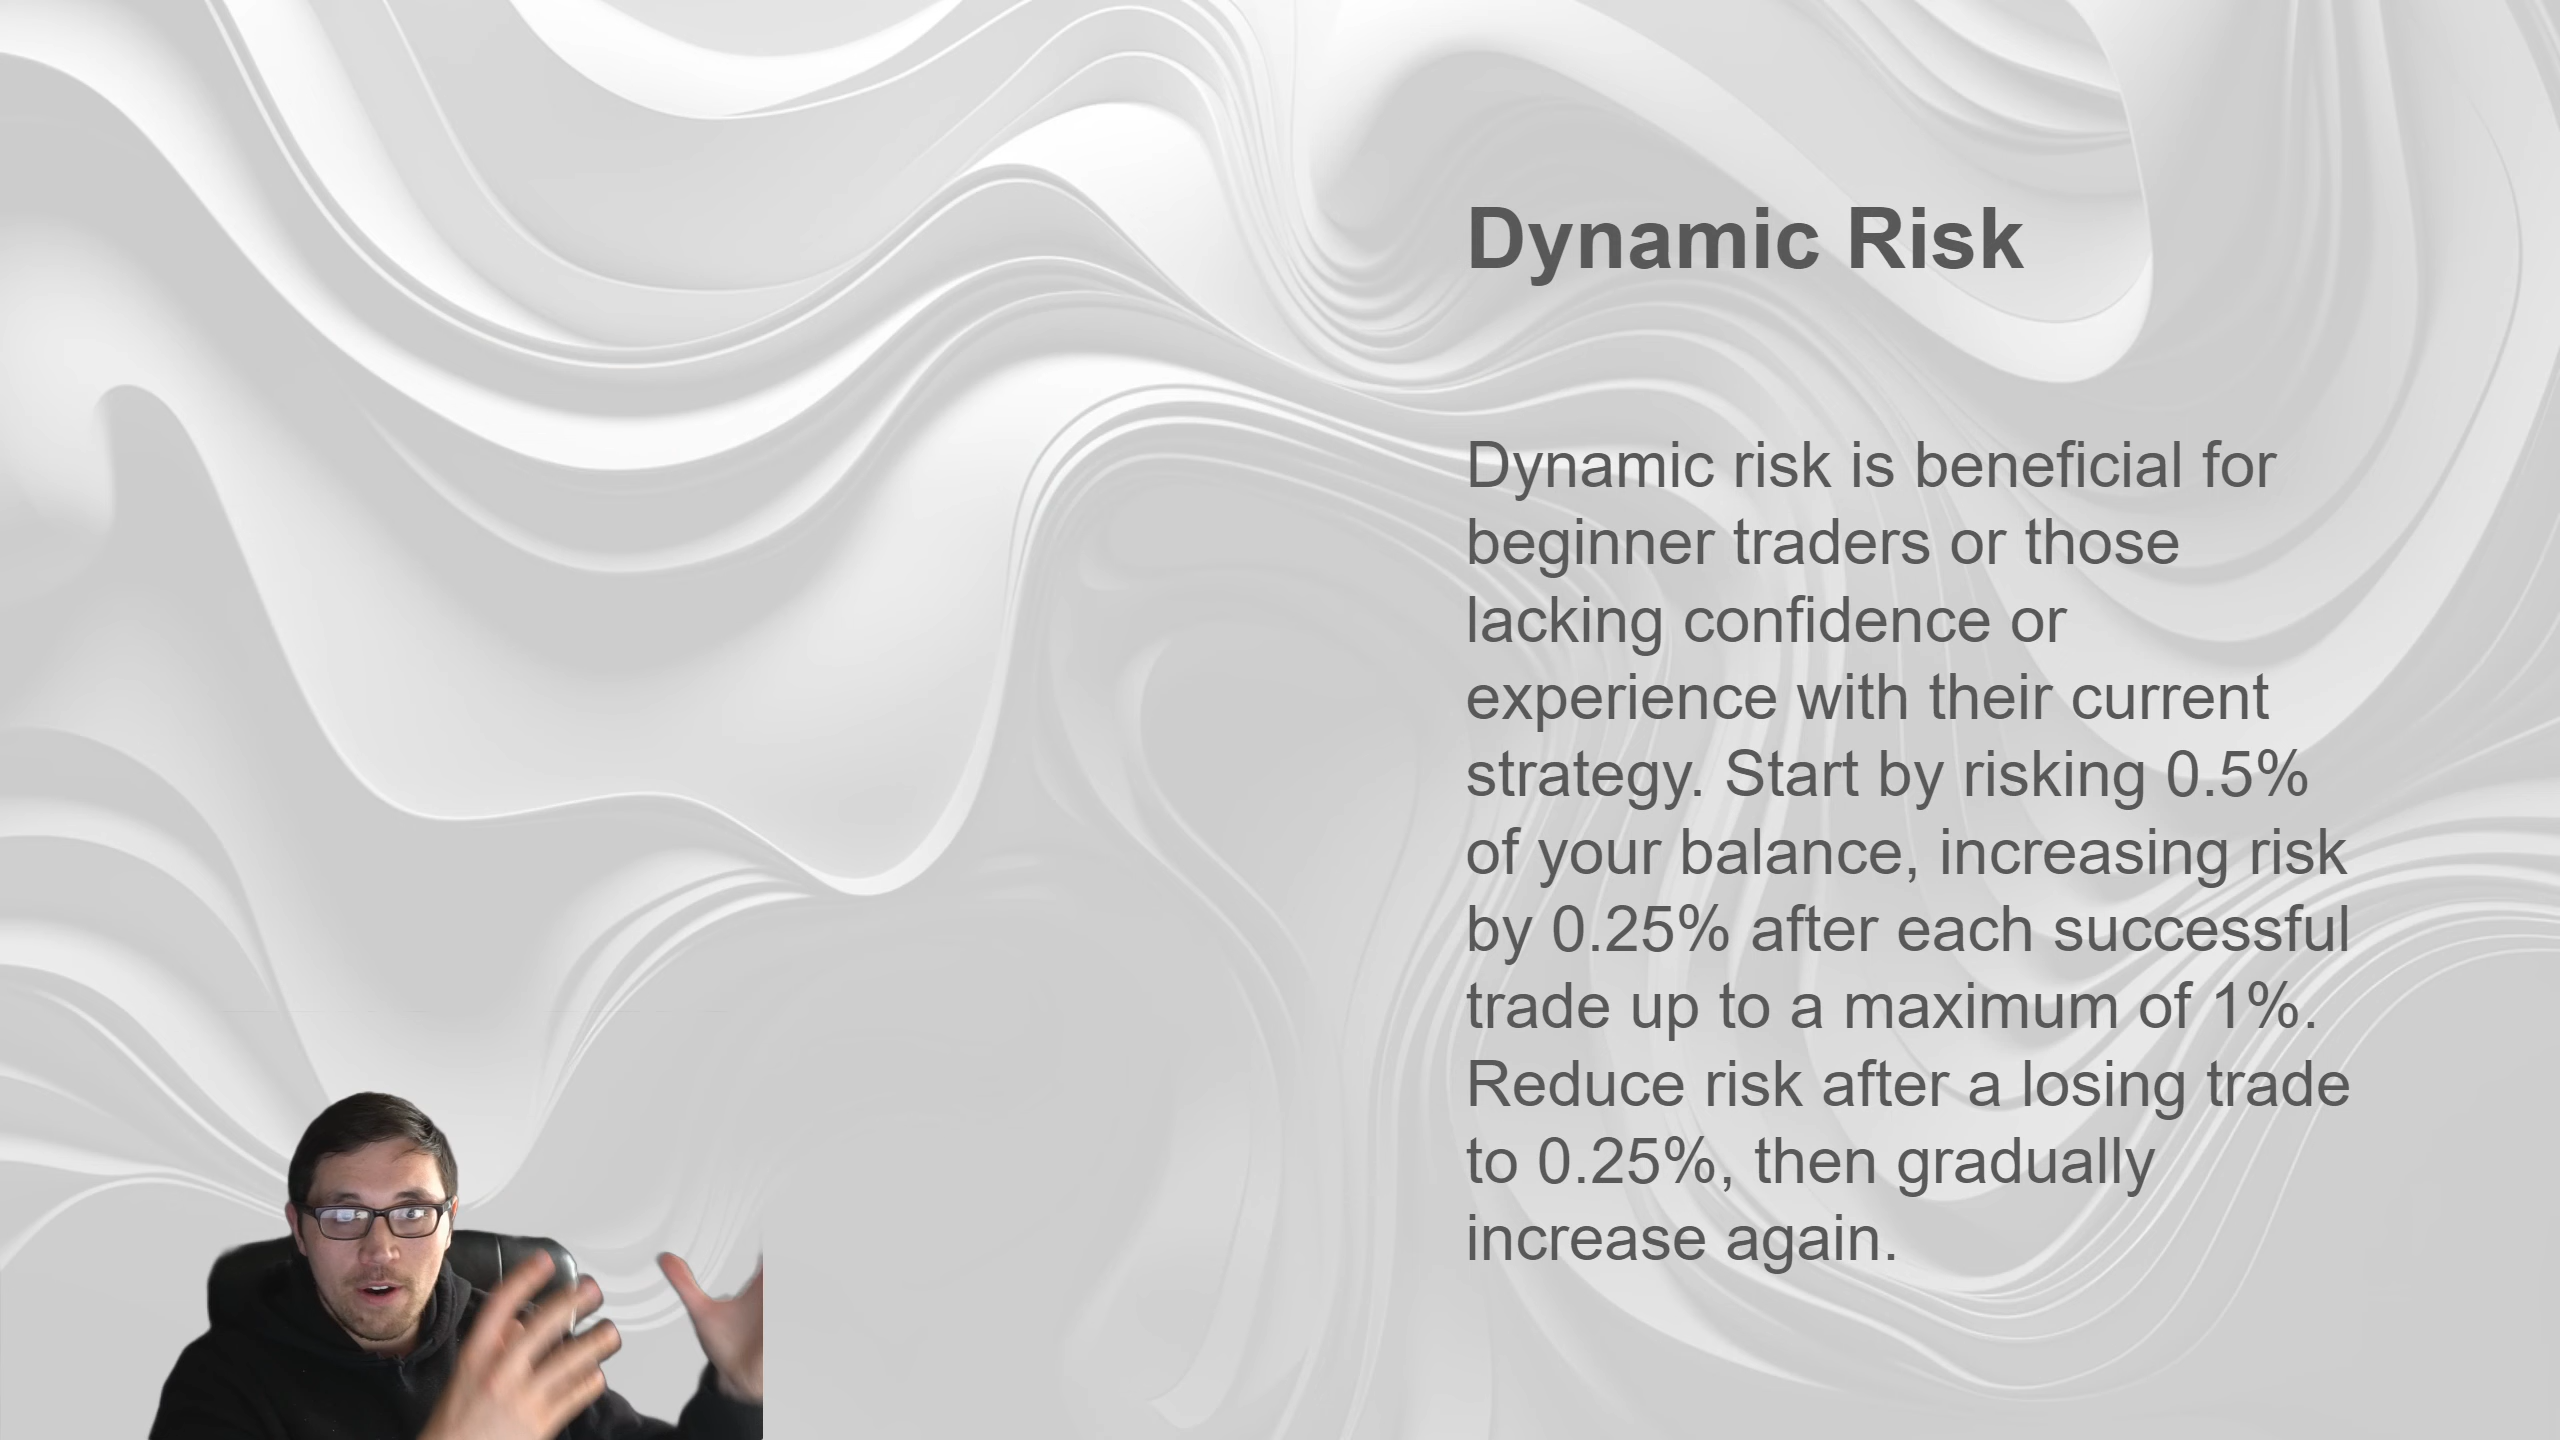 Dynamic Risk
Dynamic risk is beneficial for
beginner traders or those
lacking confidence or
experience with their current
strategy. Start by risking 0.5%
of your balance, increasing risk
by 0.25% after each successful
trade up to a maximum of 1%.
Reduce risk after a losing trade
to 0.25%, then gradually
increase again.